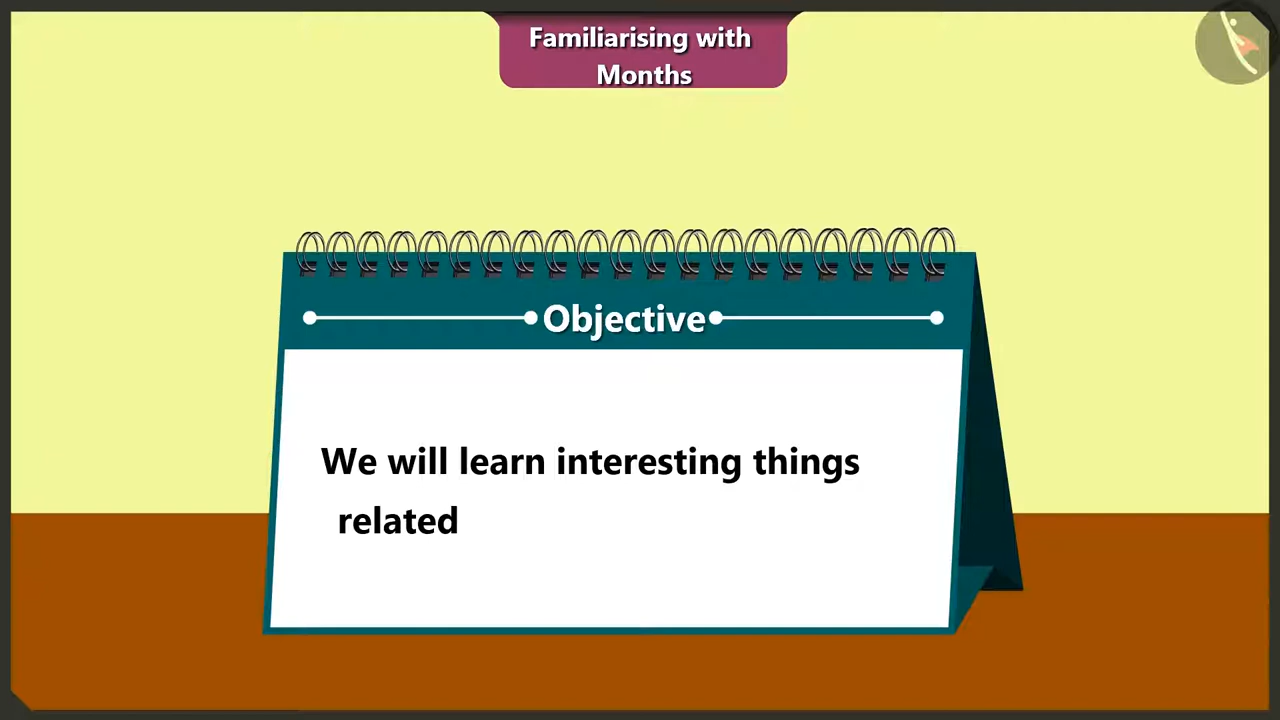 Familiarising with
Months
Objective
We will learn interesting things
related